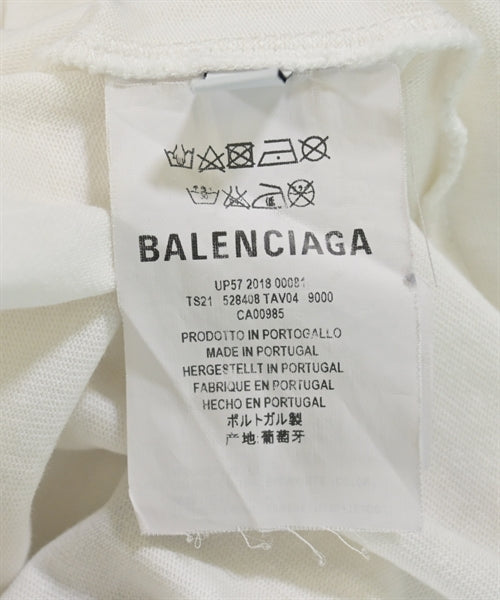 BALENCIAGA
UP57 2018 00081
TS21 528408 TAV04 9000
CA00985
PRODOTTO IN PORTOGALLO
MADE IN PORTUGAL
HERGESTELLT IN PORTUGAL
FABRIQUE EN PORTUGAL
HECHO EN PORTUGAL
ポルトガル製
产地:葡萄牙